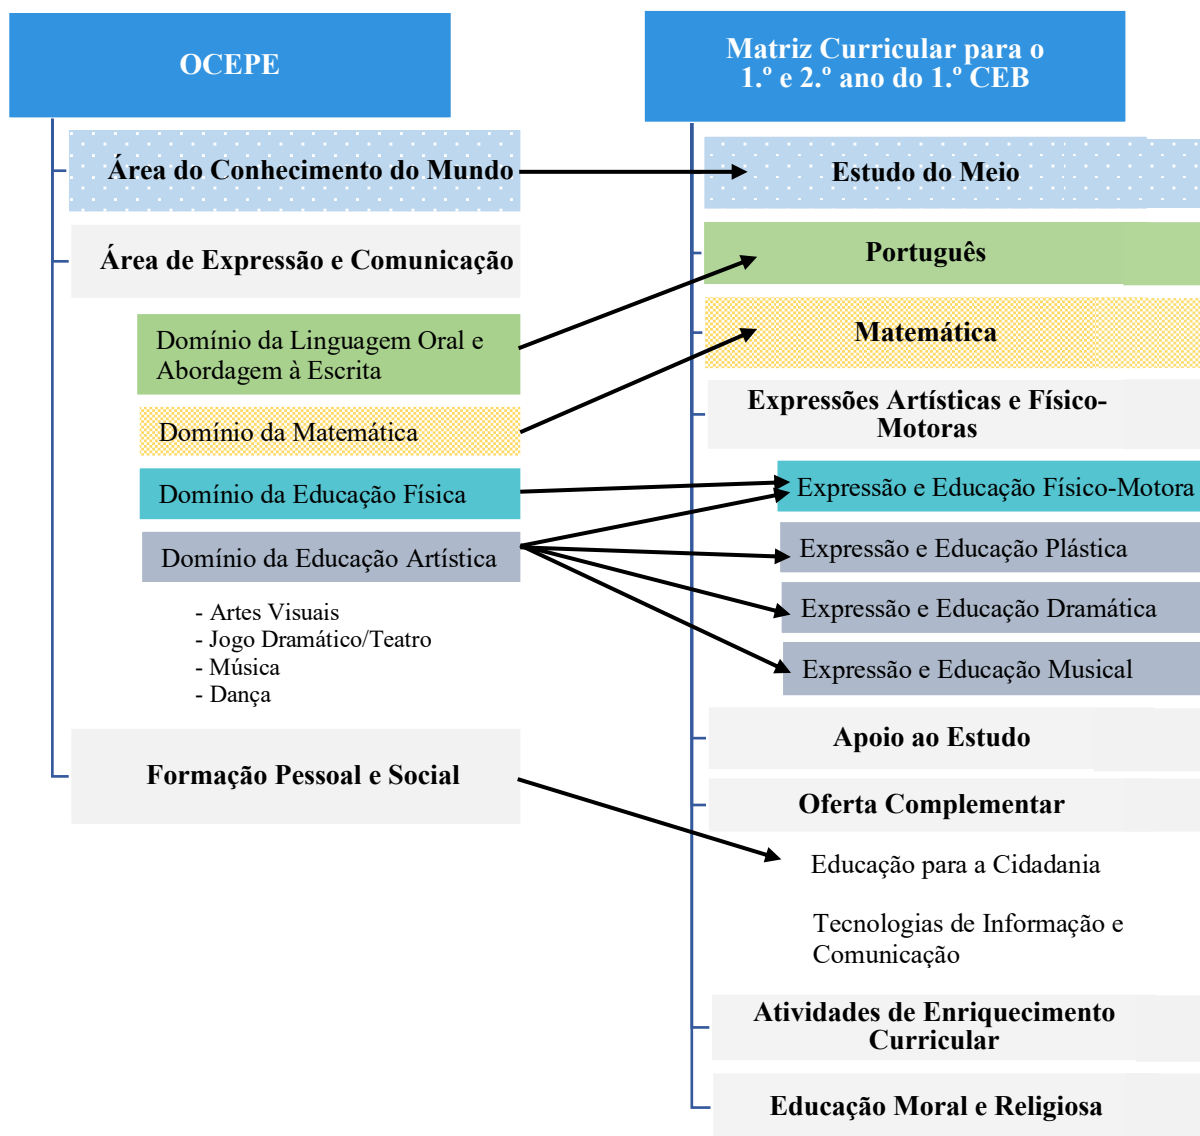 OCEPE
Área do Conhecimento do Mundo
Área de Expressão e Comunicação
Domínio da Linguagem Oral e
Abordagem à Escrita
Domínio da Matemática
Domínio da Educação Física
Domínio da Educação Artística
- Artes Visuais
- Jogo Dramático/Teatro
- Música
- Dança
Formação Pessoal e Social
Matriz Curricular para o
1.º e 2.º ano do 1.º CEB
Estudo do Meio
Português
Matemática
Expressões Artísticas e Físico-
Motoras
Expressão e Educação Físico-Motora
Expressão e Educação Plástica
Expressão e Educação Dramática
Expressão e Educação Musical
Apoio ao Estudo
Oferta Complementar
Educação para a Cidadania
Tecnologias de Informação e
Comunicação
Atividades de Enriquecimento
Curricular
Educação Moral e Religiosa